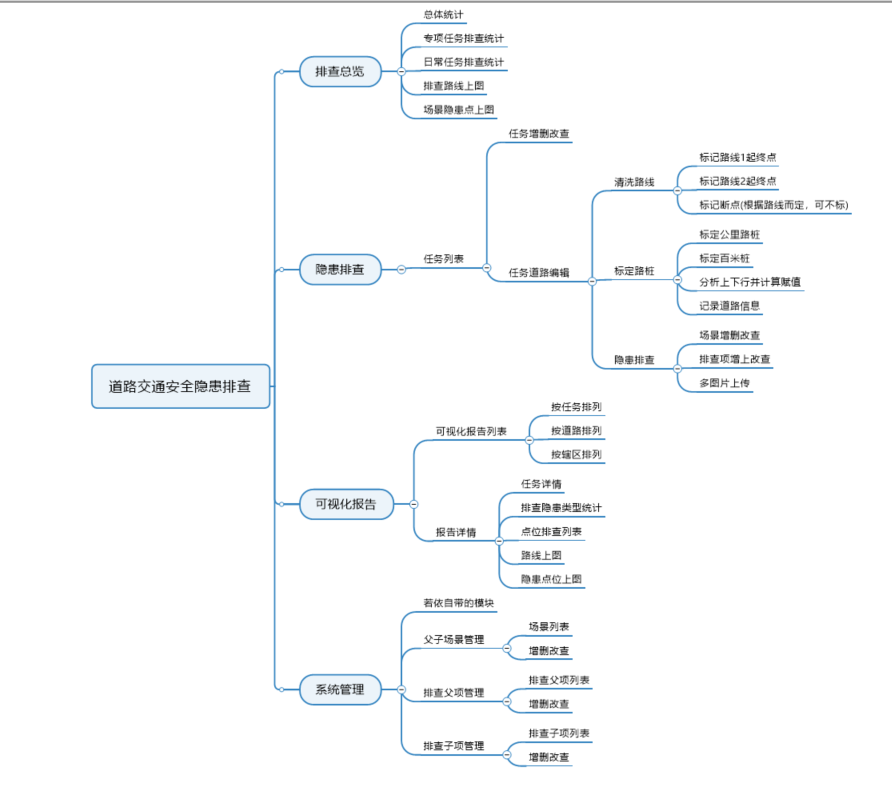 道路交通安全隐患排查
排查总览
总体统计
专项任务排查统计
日常任务排查统计
排查路线上图
场景隐患点上图
隐患排查
任务列表
任务增删改查
任务道路编辑
清洗路线
标记路线1起终点
标记路线2起终点
标记断点(根据路线而定，可不标)
标定路桩
标定公里路桩
标定百米桩
分析上下行并计算赋值
记录道路信息
隐患排查
场景增删改查
排查项增上改查
多图片上传
可视化报告
可视化报告列表
按任务排列
按道路排列
按辖区排列
报告详情
任务详情
排查隐患类型统计
点位排查列表
路线上图
隐患点位上图
系统管理
若依自带的模块
父子场景管理
场景列表
增删改查
排查父项管理
排查父项列表
增删改查
排查子项管理
排查子项列表
增删改查